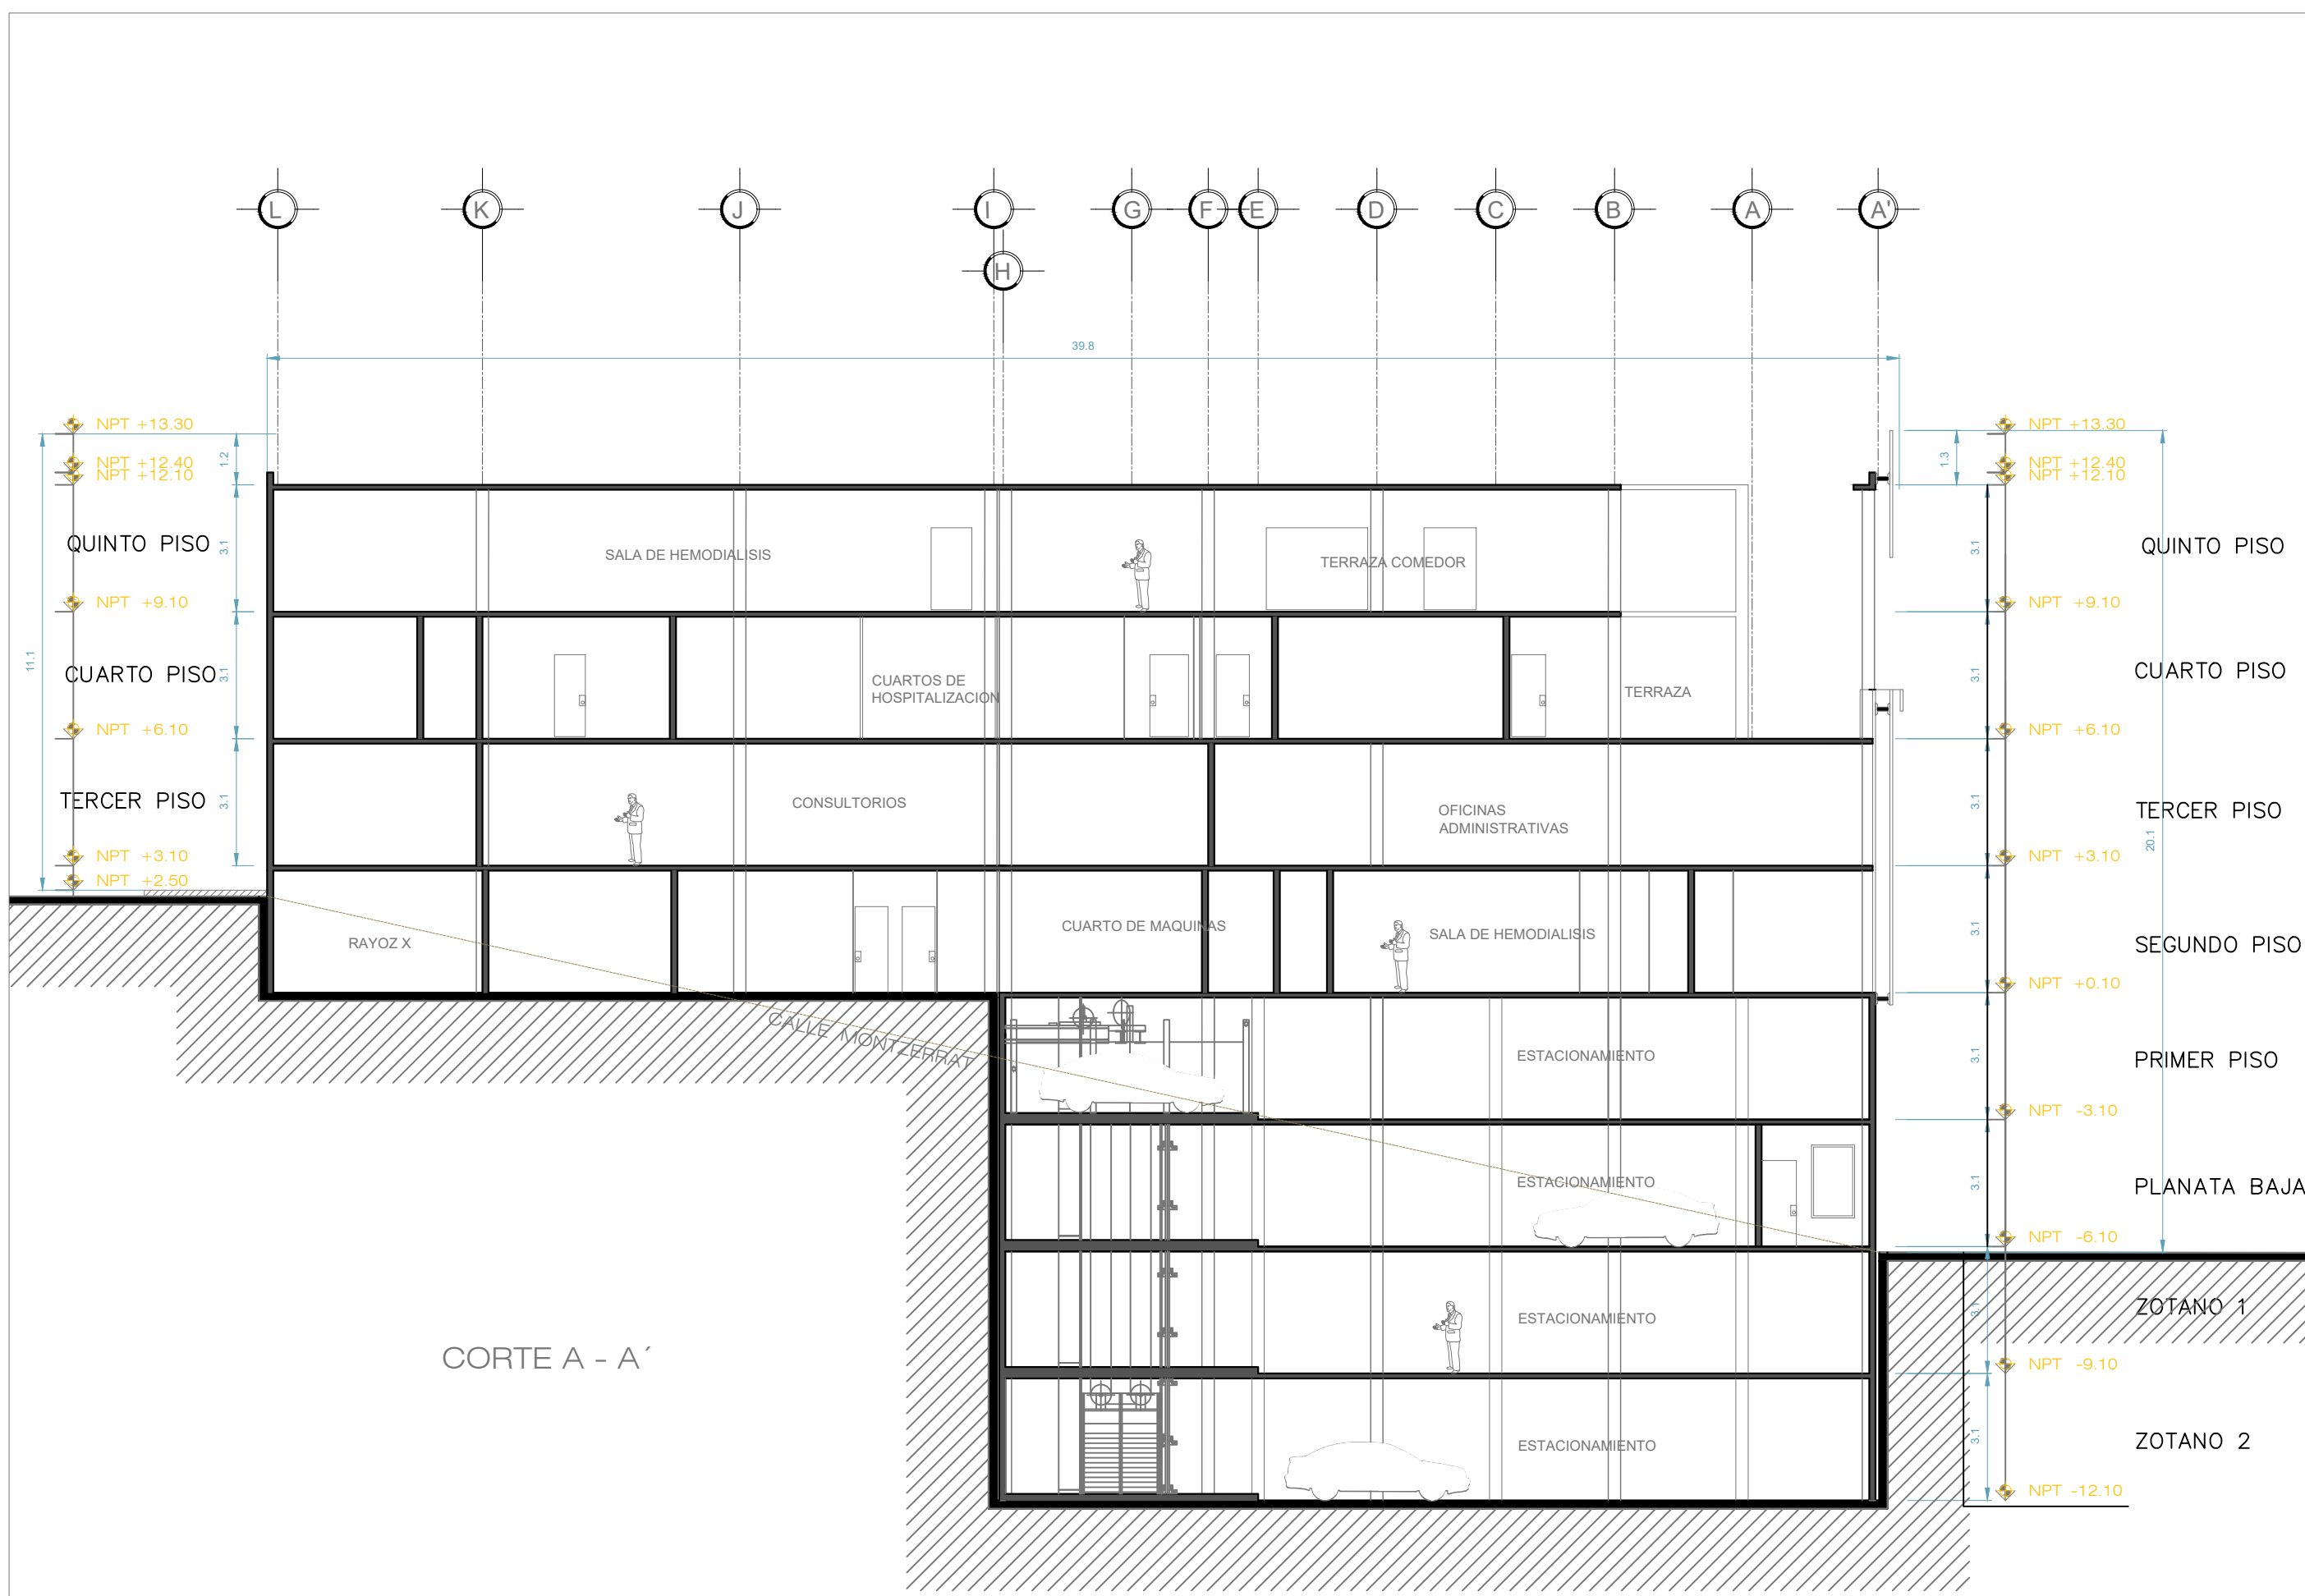 L K J I G F E D C B A A'
H
39.8
NPT +13.30
NPT +12.40
NPT +12.10
1.2
QUINTO PISO
3.1
NPT +9.10
CUARTO PISO
3.1
11.1
NPT +6.10
TERCER PISO
3.1
NPT +3.10
NPT +2.50
SALA DE HEMODIALISIS
TERRAZA COMEDOR
CUARTOS DE
HOSPITALIZACION
TERRAZA
CONSULTORIOS
OFICINAS
ADMINISTRATIVAS
RAYOZ X
CUARTO DE MAQUINAS
SALA DE HEMODIALISIS
CALLE MONTZERRAT
ESTACIONAMIENTO
ESTACIONAMIENTO
ESTACIONAMIENTO
ESTACIONAMIENTO
CORTE A - A´
NPT +13.30
1.3
NPT +12.40
NPT +12.10
3.1
QUINTO PISO
NPT +9.10
3.1
CUARTO PISO
NPT +6.10
3.1
TERCER PISO
20.1
NPT +3.10
3.1
SEGUNDO PISO
NPT +0.10
3.1
PRIMER PISO
NPT -3.10
3.1
PLANATA BAJA
NPT -6.10
3.1
ZOTANO 1
NPT -9.10
3.1
ZOTANO 2
NPT -12.10